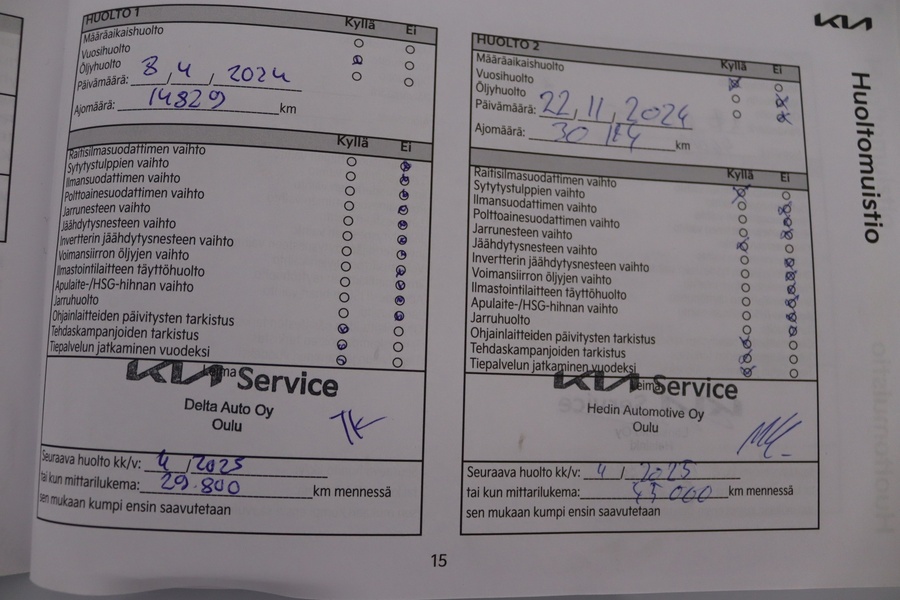 KIA
Huoltomuistio
HUOLTO 1 Kyllä Ei
Määräaikaishuolto
Vuosihuolto
Öljyhuolto
Päivämäärä: 8, 4, 2024
Ajomäärä: 14829 km
Kyllä Ei
Raitisilmasuodattimen vaihto
Sytytystulppien vaihto
Ilmansuodattimen vaihto
Polttoainesuodattimen vaihto
Jarrunesteen vaihto
Jäähdytysnesteen vaihto
Invertterin jäähdytysnesteen vaihto
Voimansiirron öljyjen vaihto
Ilmastointilaitteen täyttöhuolto
Apulaite-/HSG-hihnan vaihto
Jarruhuolto
Ohjainlaitteiden päivitysten tarkistus
Tehdaskampanjoiden tarkistus
Tiepalvelun jatkaminen vuodeksi
Leima
KIA Service
Delta Auto Oy
Oulu
Seuraava huolto kk/v: 4 / 2025
tai kun mittarilukema: 29.800 km mennessä
sen mukaan kumpi ensin saavutetaan
HUOLTO 2 Kyllä Ei
Määräaikaishuolto
Vuosihuolto
Öljyhuolto
Päivämäärä: 22, 11, 2024
Ajomäärä: km
Kyllä Ei
Raitisilmasuodattimen vaihto
Sytytystulppien vaihto
Ilmansuodattimen vaihto
Polttoainesuodattimen vaihto
Jarrunesteen vaihto
Jäähdytysnesteen vaihto
Invertterin jäähdytysnesteen vaihto
Voimansiirron öljyjen vaihto
Ilmastointilaitteen täyttöhuolto
Apulaite-/HSG-hihnan vaihto
Jarruhuolto
Ohjainlaitteiden päivitysten tarkistus
Tehdaskampanjoiden tarkistus
Tiepalvelun jatkaminen vuodeksi
Leima
KIA Service
Hedin Automotive Oy
Oulu
Seuraava huolto kk/v: 4 / 2025
tai kun mittarilukema: km mennessä
sen mukaan kumpi ensin saavutetaan
15